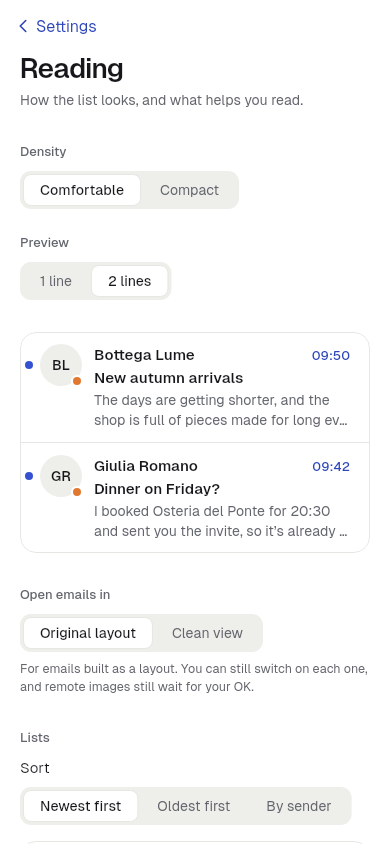 Settings
Reading
How the list looks, and what helps you read.
Density
Comfortable
Compact
Preview
1 line
2 lines
BL
Bottega Lume
09:50
New autumn arrivals
The days are getting shorter, and the
shop is full of pieces made for long ev...
GR
Giulia Romano
09:42
Dinner on Friday?
I booked Osteria del Ponte for 20:30
and sent you the invite, so it’s already ...
Open emails in
Original layout
Clean view
For emails built as a layout. You can still switch on each one,
and remote images still wait for your OK.
Lists
Sort
Newest first
Oldest first
By sender